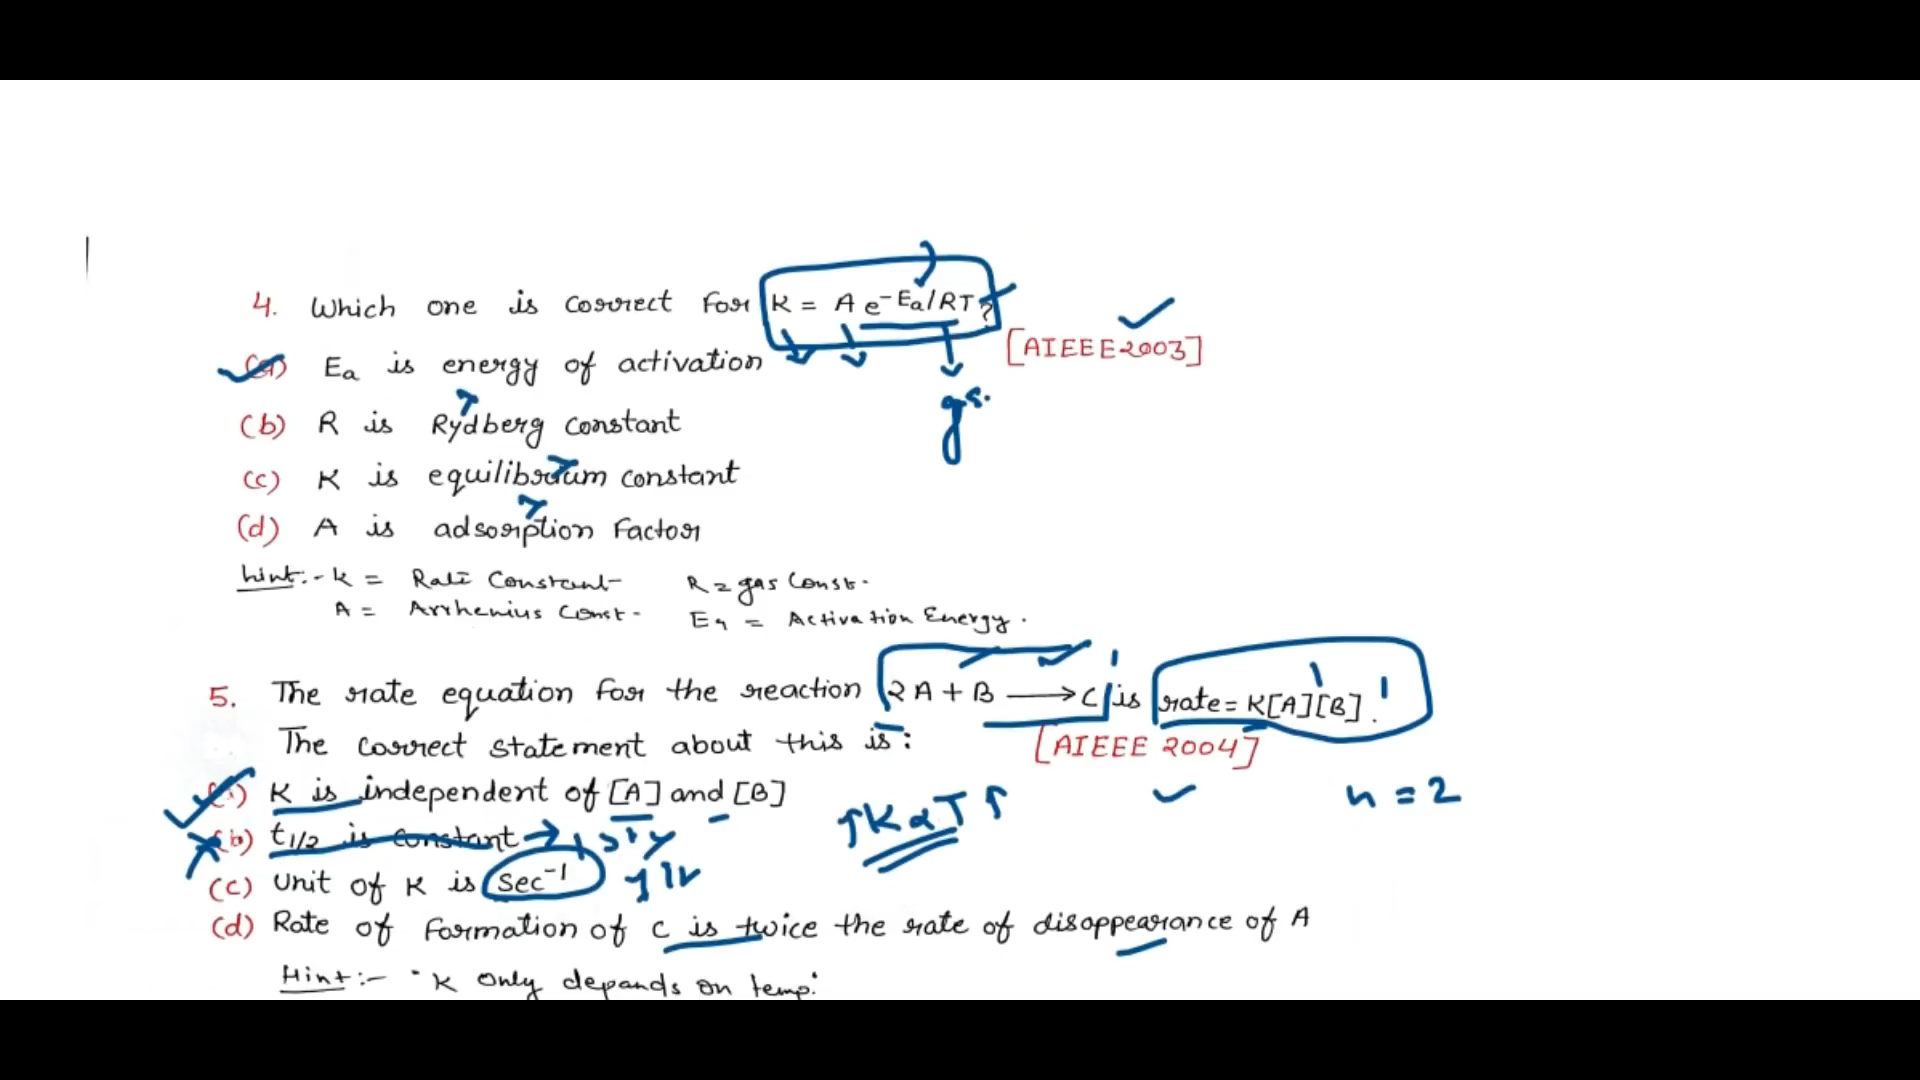 4. Which one is correct for K = A e^-Ea/RT ?
[AIEEE 2003]
(a) Ea is energy of activation
gs.
(b) R is Rydberg constant
(c) K is equilibrium constant
(d) A is adsorption Factor
hint:- K = Rate Constant R = gas Const.
A = Arrhenius Const. Ea = Activation Energy.
5. The rate equation for the reaction 2A + B ⟶ C is rate = K[A][B].
The correct statement about this is: [AIEEE 2004]
(a) K is independent of [A] and [B]
↑K α T↑ n = 2
(b) t1/2 is constant → 1st
(c) Unit of K is Sec⁻¹
(d) Rate of formation of C is twice the rate of disappearance of A
Hint:- · K only depends on temp.